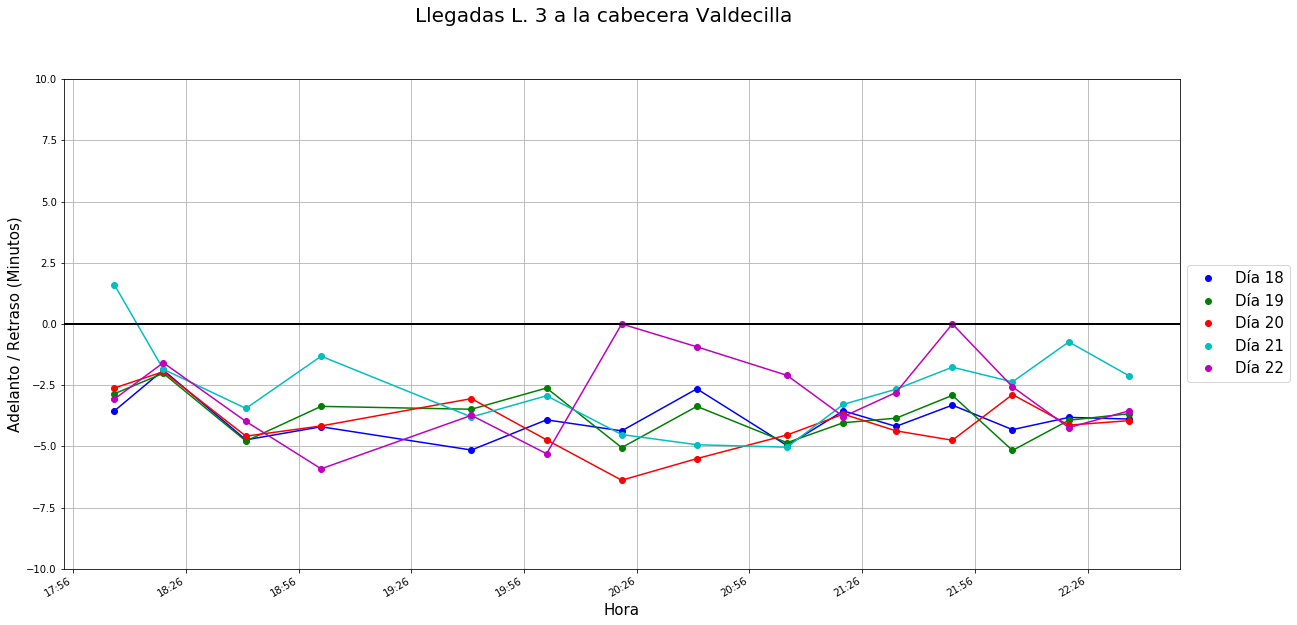 Llegadas L. 3 a la cabecera Valdecilla
Adelanto / Retraso (Minutos)
10.0
7.5
5.0
2.5
0.0
−2.5
−5.0
−7.5
−10.0
17:56
18:26
18:56
19:26
19:56
20:26
20:56
21:26
21:56
22:26
Hora
Día 18
Día 19
Día 20
Día 21
Día 22